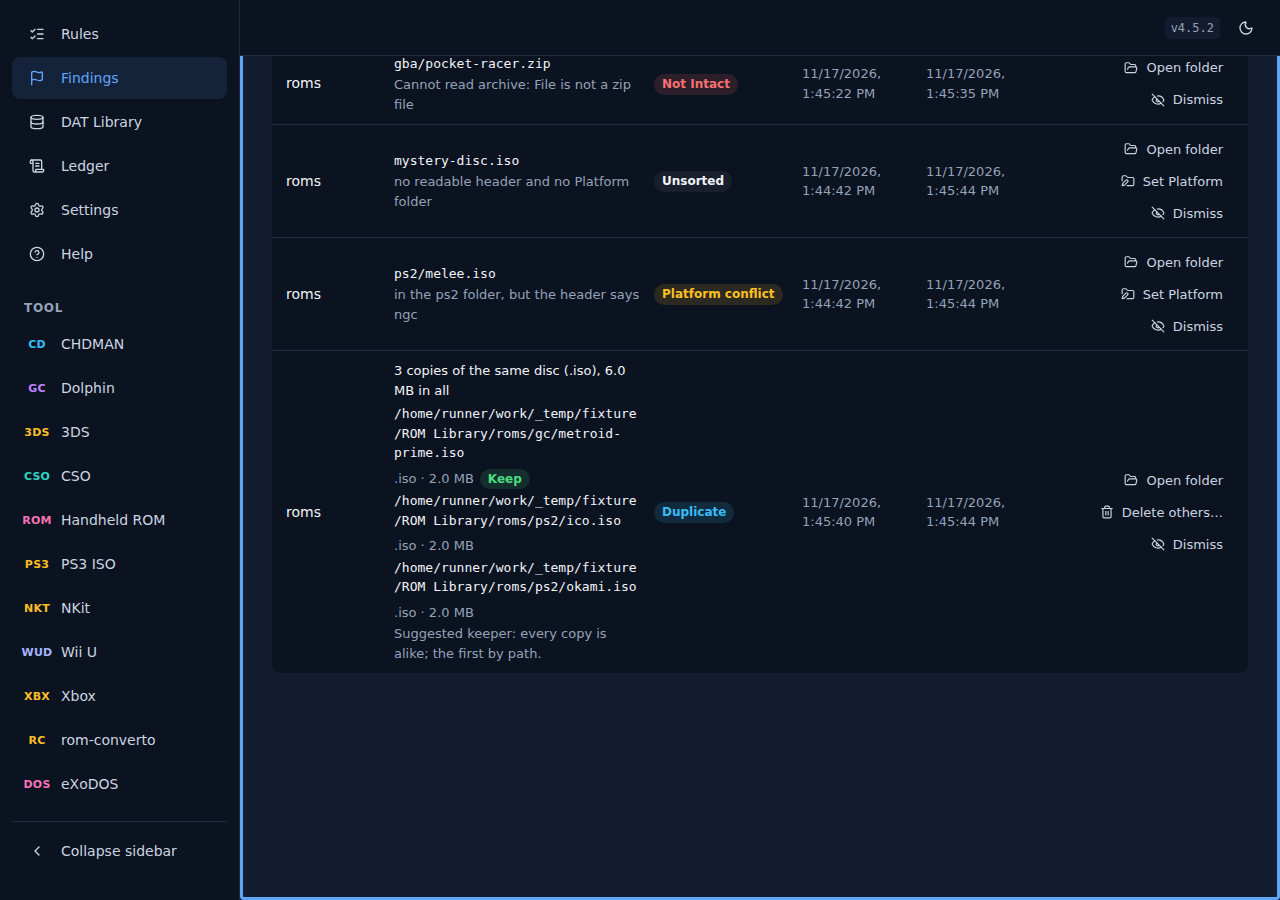 Rules
Findings
DAT Library
Ledger
Settings
Help
TOOL
CD CHDMAN
GC Dolphin
3DS 3DS
CSO CSO
ROM Handheld ROM
PS3 PS3 ISO
NKT NKit
WUD Wii U
XBX Xbox
RC rom-converto
DOS eXoDOS
Collapse sidebar
v4.5.2
roms
gba/pocket-racer.zip
Cannot read archive: File is not a zip
file
Not Intact
11/17/2026,
1:45:22 PM
11/17/2026,
1:45:35 PM
Open folder
Dismiss
roms
mystery-disc.iso
no readable header and no Platform
folder
Unsorted
11/17/2026,
1:44:42 PM
11/17/2026,
1:45:44 PM
Open folder
Set Platform
Dismiss
roms
ps2/melee.iso
in the ps2 folder, but the header says
ngc
Platform conflict
11/17/2026,
1:44:42 PM
11/17/2026,
1:45:44 PM
Open folder
Set Platform
Dismiss
roms
3 copies of the same disc (.iso), 6.0
MB in all
/home/runner/work/_temp/fixture
/ROM Library/roms/gc/metroid-
prime.iso
.iso · 2.0 MB Keep
/home/runner/work/_temp/fixture
/ROM Library/roms/ps2/ico.iso
.iso · 2.0 MB
/home/runner/work/_temp/fixture
/ROM Library/roms/ps2/okami.iso
.iso · 2.0 MB
Suggested keeper: every copy is
alike; the first by path.
Duplicate
11/17/2026,
1:45:40 PM
11/17/2026,
1:45:44 PM
Open folder
Delete others…
Dismiss